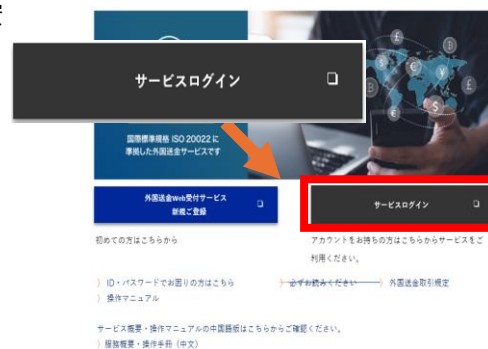 サービスログイン
国際標準規格 ISO 20022 に
準拠した外国送金サービスです
外国送金Web受付サービス
新規ご登録
サービスログイン
初めての方はこちらから
アカウントをお持ちの方はこちらからサービスをご
利用ください。
〉ID・パスワードでお困りの方はこちら
〉必ずお読みください
〉外国送金取引規定
〉操作マニュアル
サービス概要・操作マニュアルの中国語版はこちらからご確認ください。
〉服務概要・操作手冊（中文）